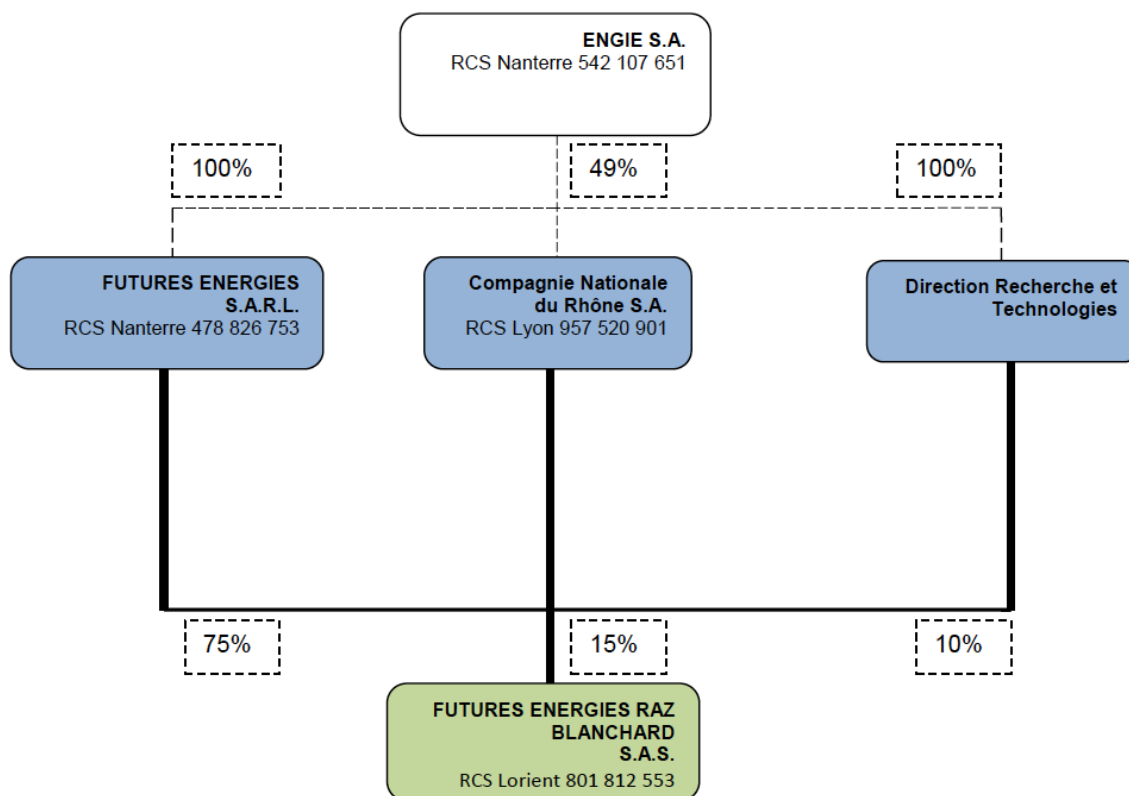 ENGIE S.A.
RCS Nanterre 542 107 651
100%
49%
100%
FUTURES ENERGIES
S.A.R.L.
RCS Nanterre 478 826 753
Compagnie Nationale
du Rhône S.A.
RCS Lyon 957 520 901
Direction Recherche et
Technologies
75%
15%
10%
FUTURES ENERGIES RAZ
BLANCHARD
S.A.S.
RCS Lorient 801 812 553